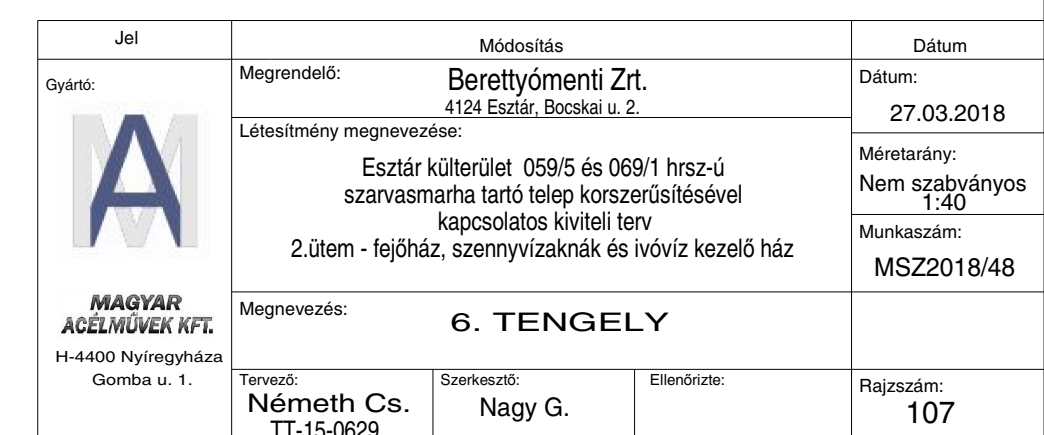 Jel
Módosítás
Dátum
Gyártó:
MAGYAR
ACÉLMŰVEK KFT.
H-4400 Nyíregyháza
Gomba u. 1.
Megrendelő:
Berettyómenti Zrt.
4124 Esztár, Bocskai u. 2.
Létesítmény megnevezése:
Esztár külterület 059/5 és 069/1 hrsz-ú
szarvasmarha tartó telep korszerűsítésével
kapcsolatos kiviteli terv
2.ütem - fejőház, szennyvízaknák és ivóvíz kezelő ház
Dátum:
27.03.2018
Méretarány:
Nem szabványos
1:40
Munkaszám:
MSZ2018/48
Megnevezés:
6. TENGELY
Tervező:
Németh Cs.
TT-15-0629
Szerkesztő:
Nagy G.
Ellenőrizte:
Rajzszám:
107